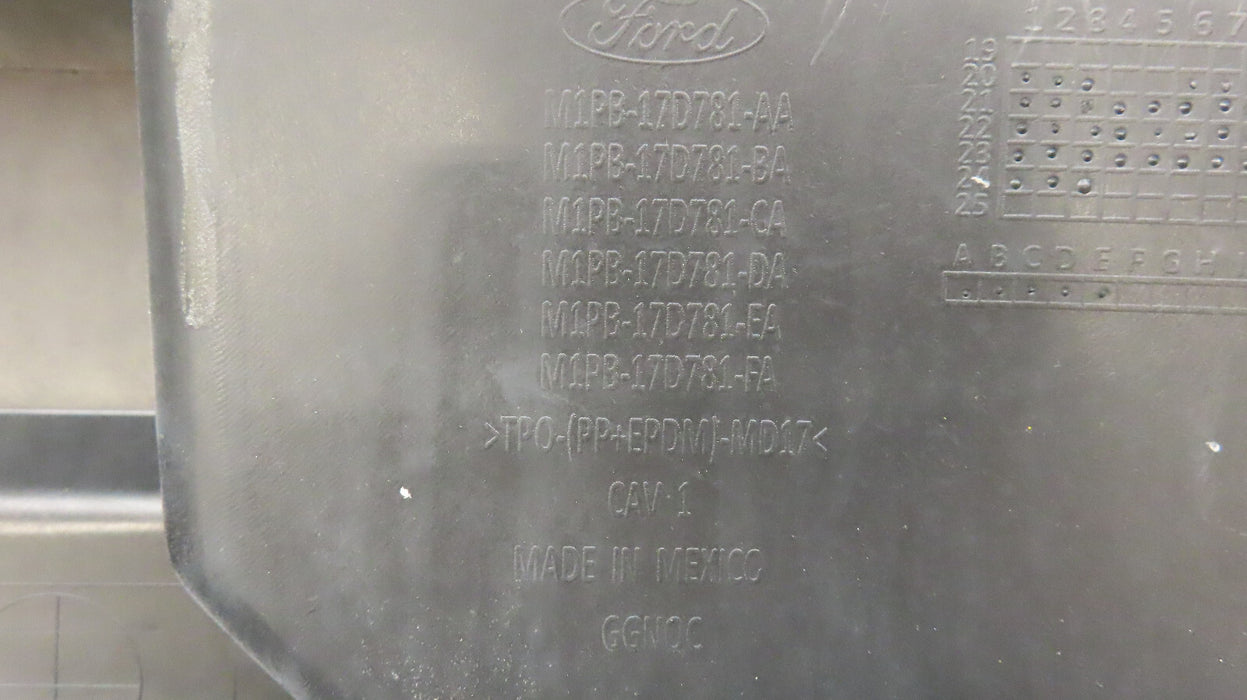 Ford
M1PB-17D781-AA
M1PB-17D781-BA
M1PB-17D781-CA
M1PB-17D781-DA
M1PB-17D781-EA
M1PB-17D781-FA
>TPO-(PP+EPDM)-MD17<
CAV 1
MADE IN MEXICO
GGNQC
1 2 3 4 5 6 7
19
20
21
22
23
25
A B C D E F G H